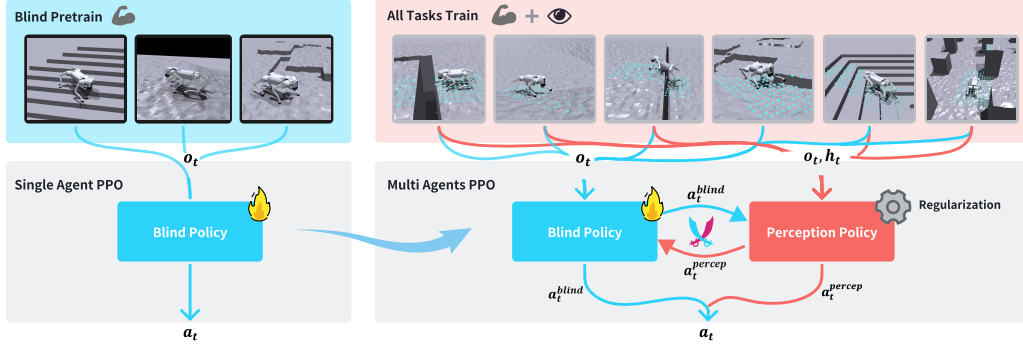 Blind Pretrain
All Tasks Train
+
o_t
o_t
o_t, h_t
Single Agent PPO
Multi Agents PPO
Regularization
Blind Policy
Blind Policy
Perception Policy
a_t^{blind}
a_t^{percep}
a_t^{blind}
a_t^{percep}
a_t
a_t